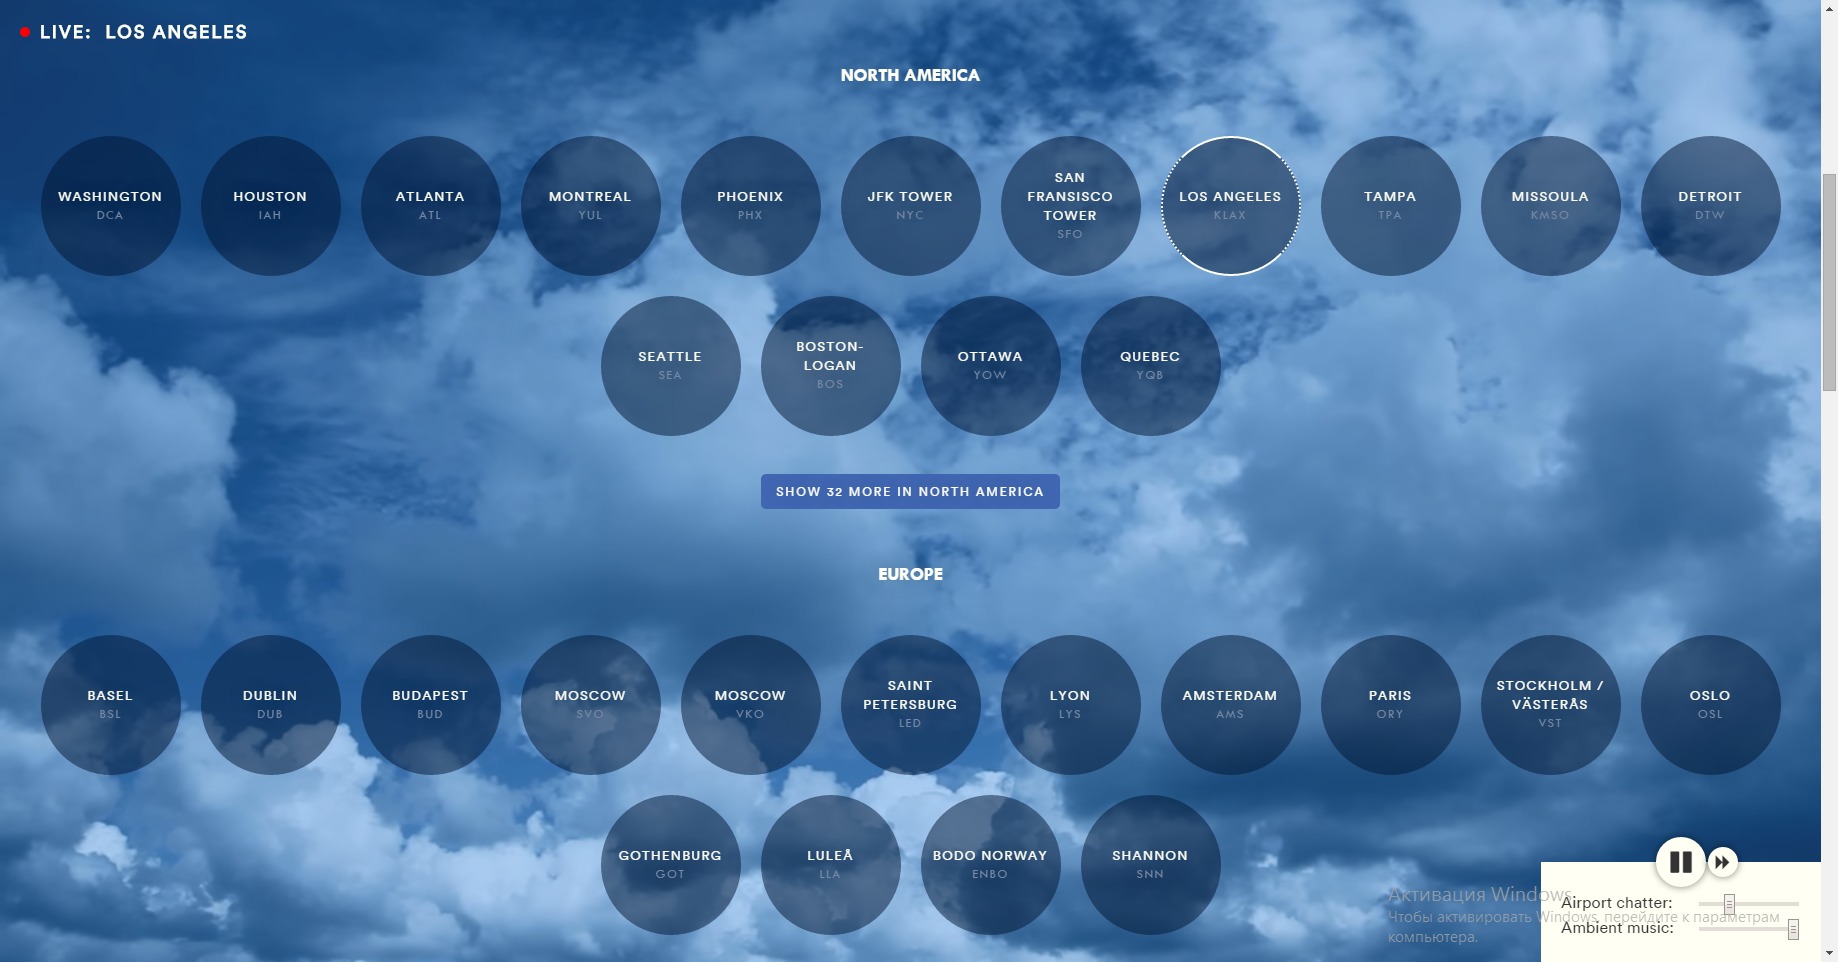 LIVE: LOS ANGELES
NORTH AMERICA
WASHINGTON
DCA
HOUSTON
IAH
ATLANTA
ATL
MONTREAL
YUL
PHOENIX
PHX
JFK TOWER
NYC
SAN
FRANSISCO
TOWER
SFO
LOS ANGELES
KLAX
TAMPA
TPA
MISSOULA
KMSO
DETROIT
DTW
SEATTLE
SEA
BOSTON-
LOGAN
BOS
OTTAWA
YOW
QUEBEC
YQB
SHOW 32 MORE IN NORTH AMERICA
EUROPE
BASEL
BSL
DUBLIN
DUB
BUDAPEST
BUD
MOSCOW
SVO
MOSCOW
VKO
SAINT
PETERSBURG
LED
LYON
LYS
AMSTERDAM
AMS
PARIS
ORY
STOCKHOLM /
VÄSTERÅS
VST
OSLO
OSL
GOTHENBURG
GOT
LULEÅ
LLA
BODO NORWAY
ENBO
SHANNON
SNN
Активация Windows
Чтобы активировать Windows, перейдите к параметрам
компьютера.
Airport chatter:
Ambient music: